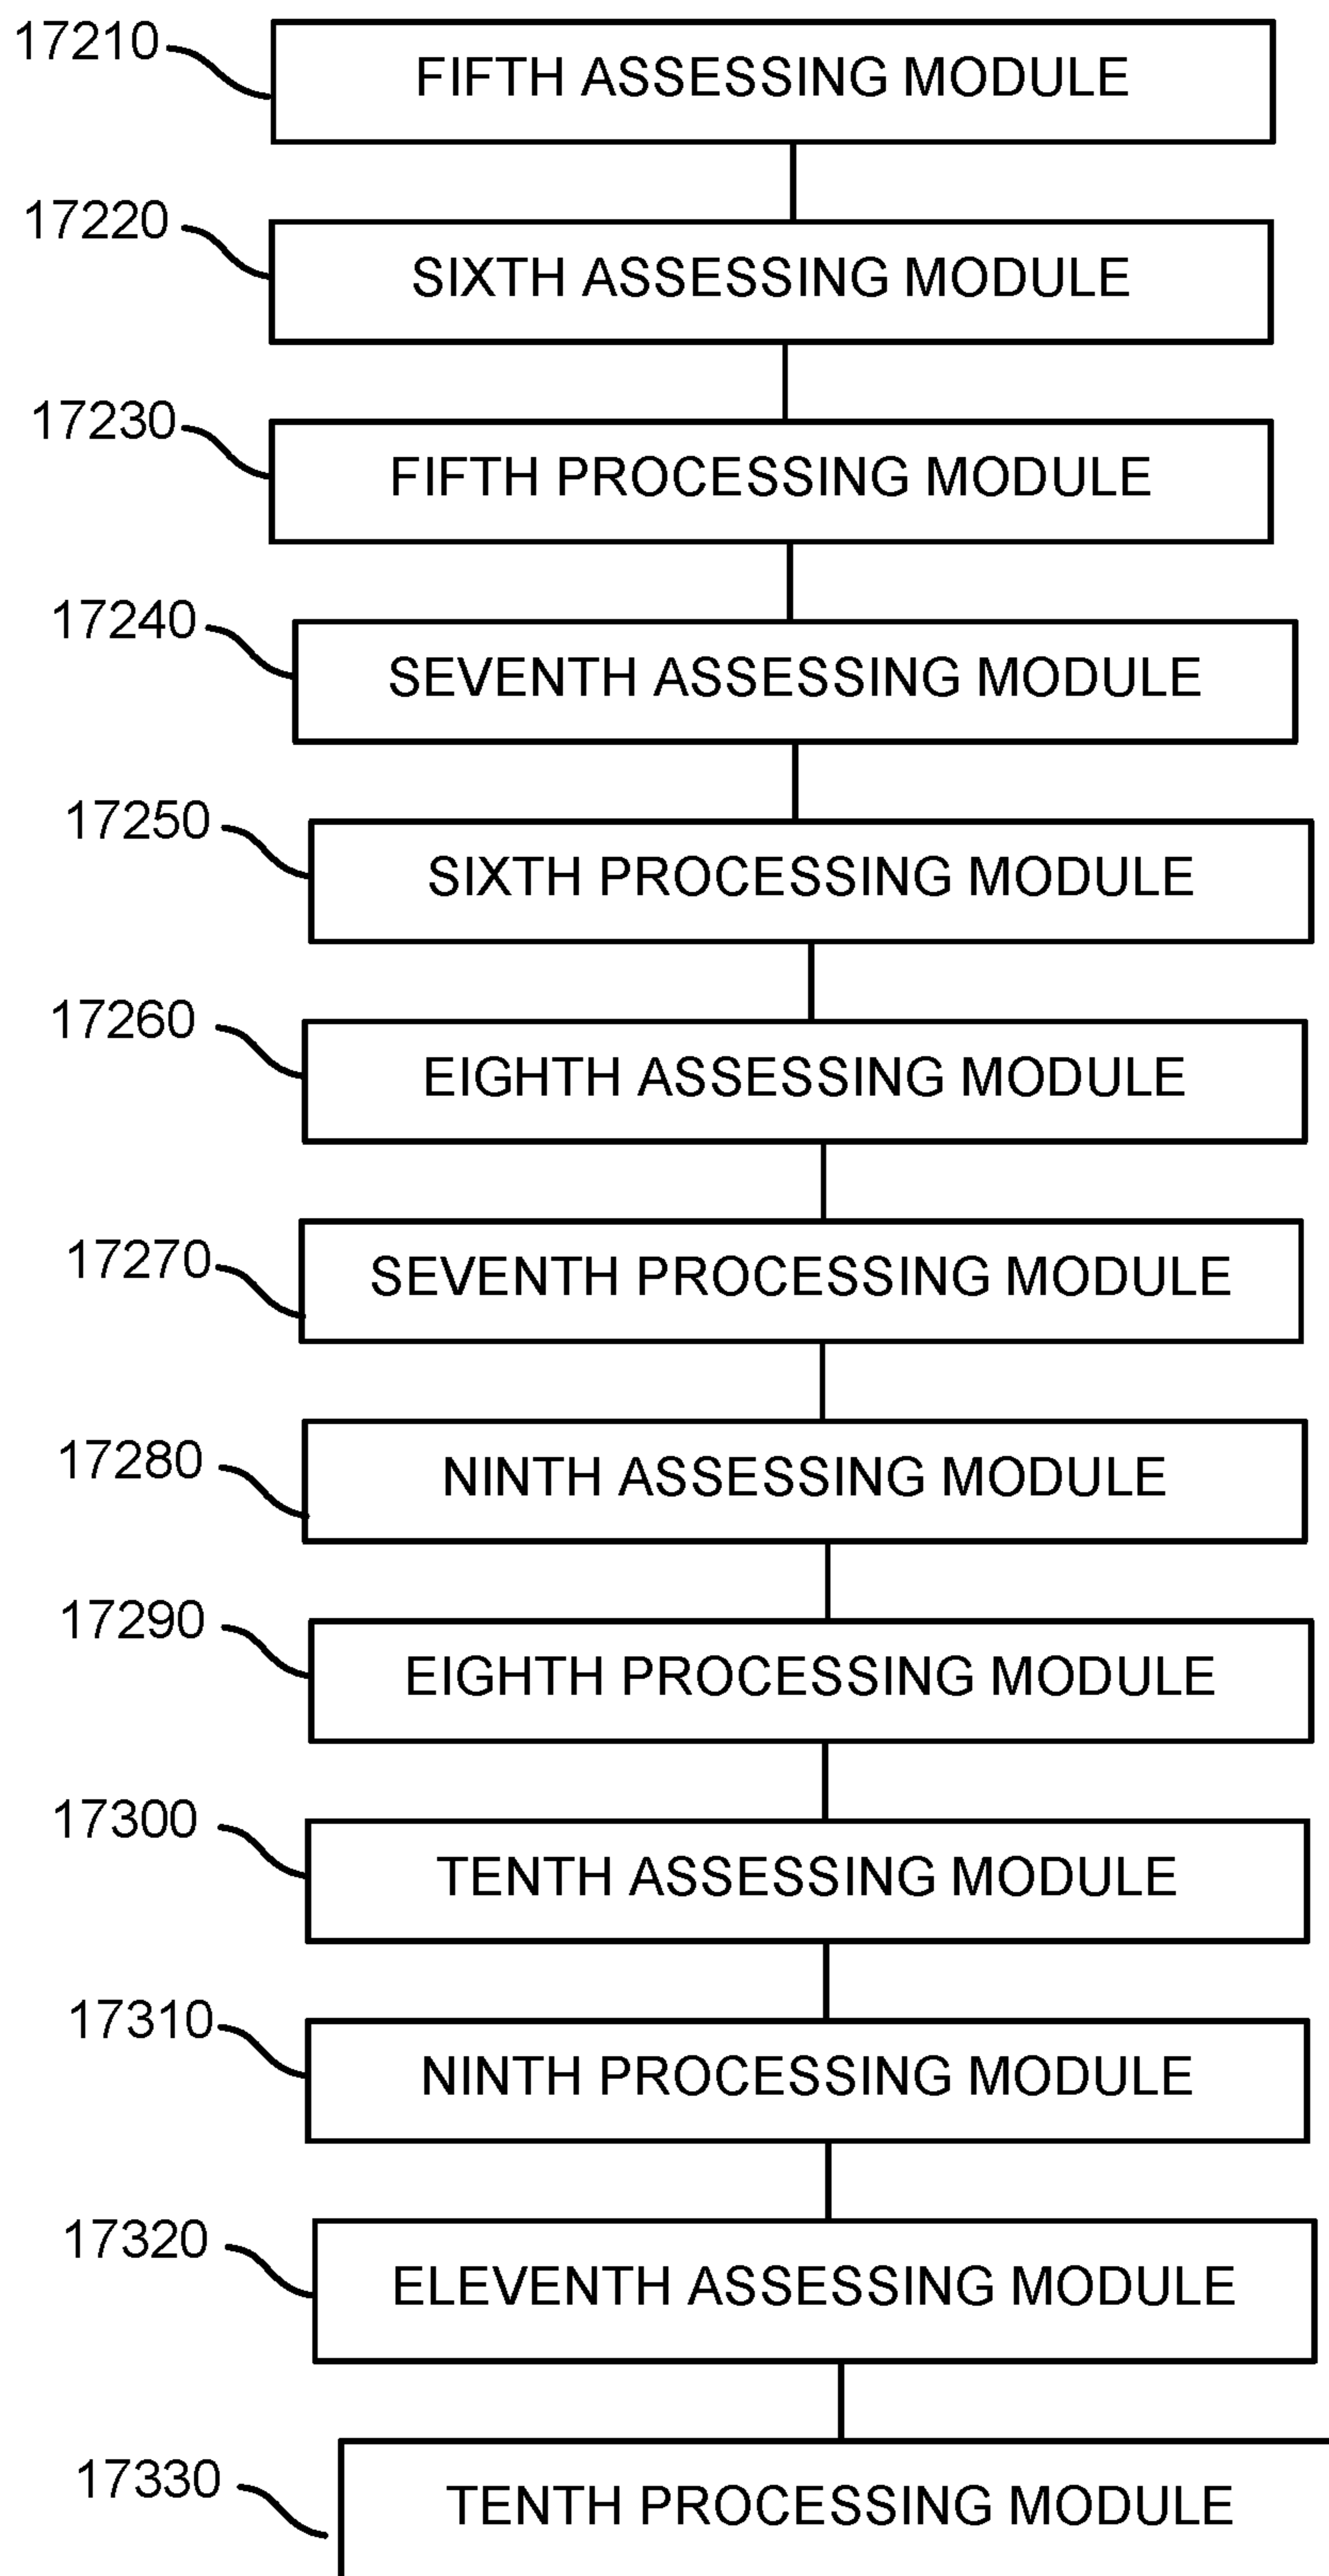 17210
FIFTH ASSESSING MODULE
17220
SIXTH ASSESSING MODULE
17230
FIFTH PROCESSING MODULE
17240
SEVENTH ASSESSING MODULE
17250
SIXTH PROCESSING MODULE
17260
EIGHTH ASSESSING MODULE
17270
SEVENTH PROCESSING MODULE
17280
NINTH ASSESSING MODULE
17290
EIGHTH PROCESSING MODULE
17300
TENTH ASSESSING MODULE
17310
NINTH PROCESSING MODULE
17320
ELEVENTH ASSESSING MODULE
17330
TENTH PROCESSING MODULE